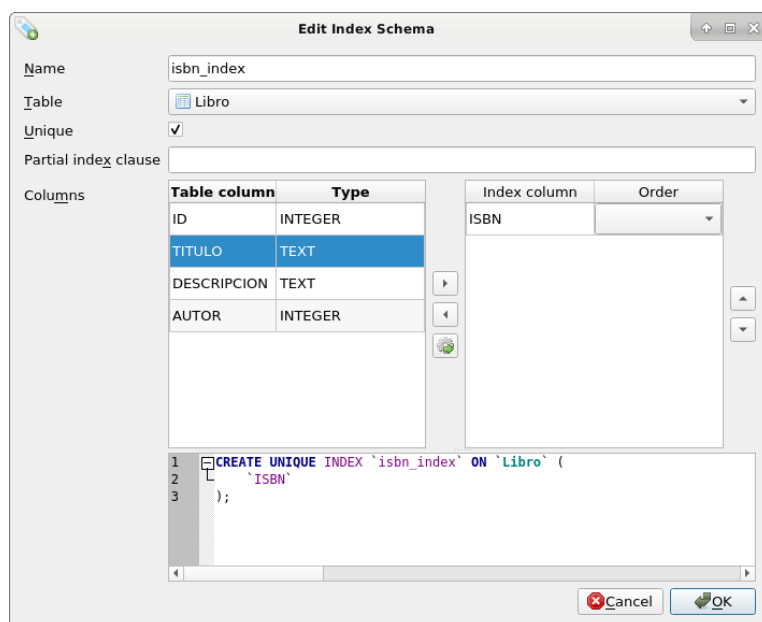 Edit Index Schema
Name isbn_index
Table Libro
Unique
Partial index clause
Columns
Table column Type
ID INTEGER
TITULO TEXT
DESCRIPCION TEXT
AUTOR INTEGER
Index column Order
ISBN
1 CREATE UNIQUE INDEX `isbn_index` ON `Libro` (
2 `ISBN`
3 );
Cancel OK